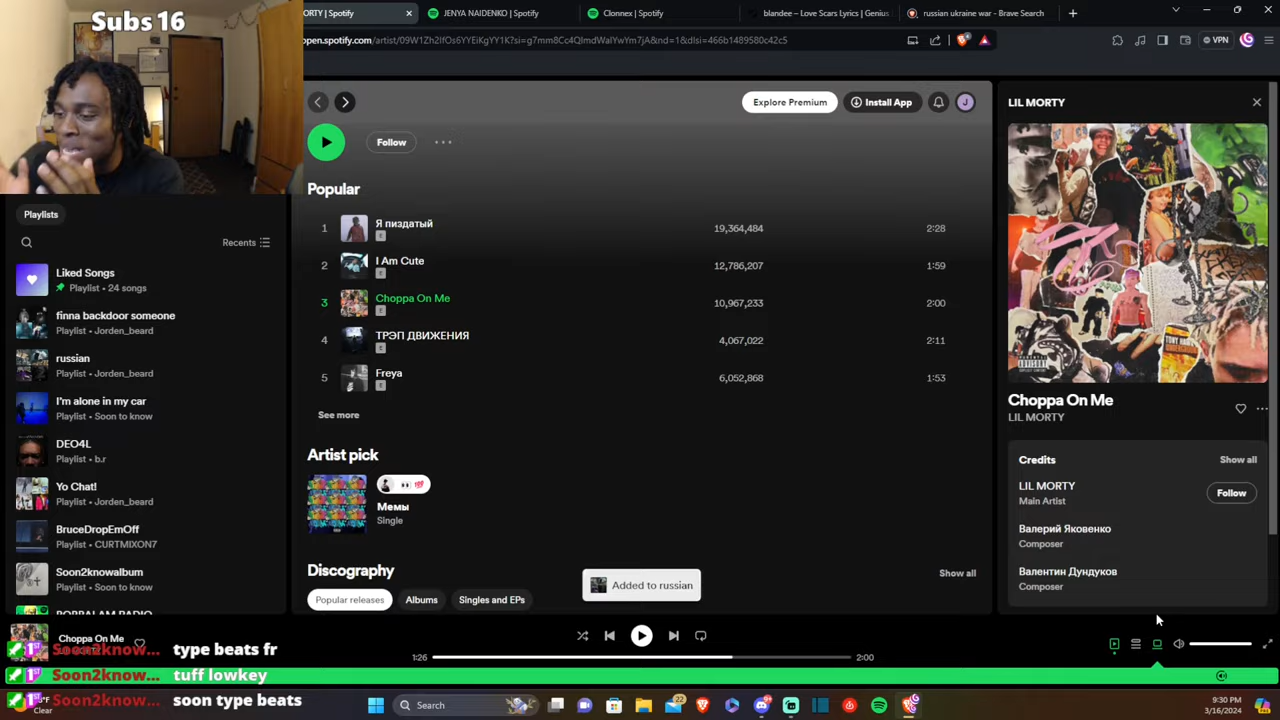 Subs 16
ORTY | Spotify
JENYA NAIDENKO | Spotify
Clonnex | Spotify
blandee – Love Scars Lyrics | Genius
russian ukraine war - Brave Search
VPN
Explore Premium
Install App
J
Follow
Popular
1 Я пиздатый 19,364,484 2:28
E
2 I Am Cute 12,786,207 1:59
E
3 Choppa On Me 10,967,233 2:00
E
4 ТРЭП ДВИЖЕНИЯ 4,067,022 2:11
E
5 Freya 6,052,868 1:53
E
See more
Artist pick
Мемы
Single
Discography
Show all
Popular releases
Albums
Singles and EPs
Added to russian
Playlists
Recents
Liked Songs
Playlist • 24 songs
finna backdoor someone
Playlist • Jorden_beard
russian
Playlist • Jorden_beard
I'm alone in my car
Playlist • Soon to know
DEO4L
Playlist • b.r
Yo Chat!
Playlist • Jorden_beard
BruceDropEmOff
Playlist • CURTMIXON7
Soon2knowalbum
Playlist • Soon to know
LIL MORTY
Choppa On Me
LIL MORTY
Credits
Show all
LIL MORTY
Main Artist
Follow
Валерий Яковенко
Composer
Валентин Дундуков
Composer
Choppa On Me
1:26
2:00
Soon2know... type beats fr
Soon2know... tuff lowkey
Soon2know... soon type beats
Clear
Search
22
9:30 PM
3/16/2024